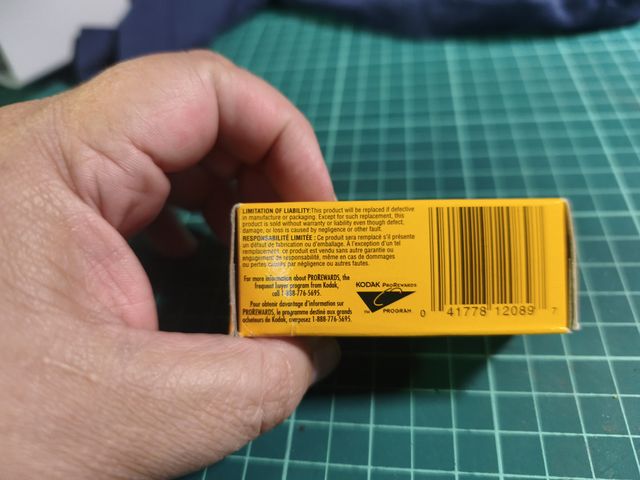 LIMITATION OF LIABILITY: This product will be replaced if defective
in manufacture or packaging. Except for such replacement, this
product is sold without warranty or liability even though defect,
damage, or loss is caused by negligence or other fault.
RESPONSABILITÉ LIMITÉE : Ce produit sera remplacé s'il présente
un défaut de fabrication ou d'emballage. À l'exception d'un tel
remplacement, ce produit est vendu sans autre garantie ou
engagement de responsabilité, même en cas de dommages
ou pertes causés par négligence ou autres fautes.
For more information about PROREWARDS, the
frequent buyer program from Kodak,
call 1-888-776-5695.
Pour obtenir davantage d'information sur
PROREWARDS, le programme destiné aux grands
acheteurs de Kodak, composez 1-888-776-5695.
KODAK PROREWARDS
TM PROGRAM
0 41778 12089 7